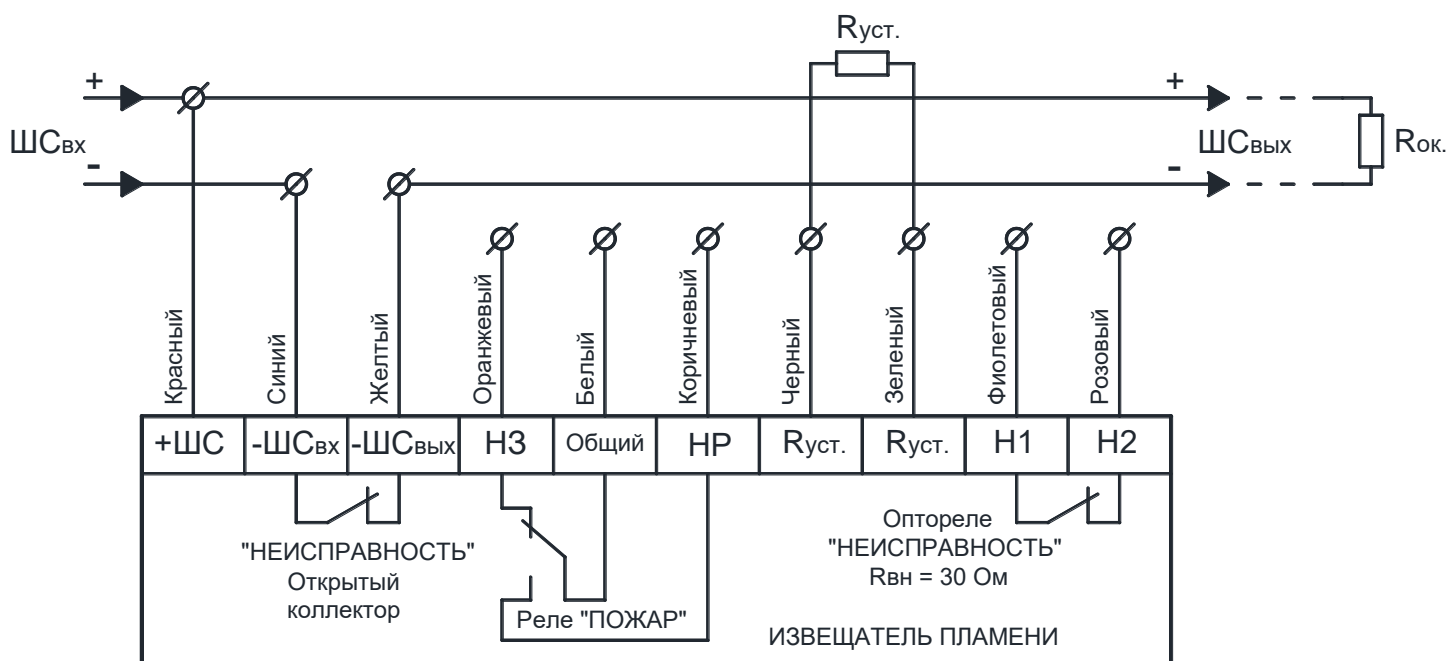 Rуст.
+
+
ШСвх
ШСвых
Rок.
-
-
Красный
Синий
Желтый
Оранжевый
Белый
Коричневый
Черный
Зеленый
Фиолетовый
Розовый
+ШС
-ШСвх
-ШСвых
НЗ
Общий
НР
Rуст.
Rуст.
Н1
Н2
"НЕИСПРАВНОСТЬ"
Открытый
коллектор
Реле "ПОЖАР"
Оптореле
"НЕИСПРАВНОСТЬ"
Rвн = 30 Ом
ИЗВЕЩАТЕЛЬ ПЛАМЕНИ